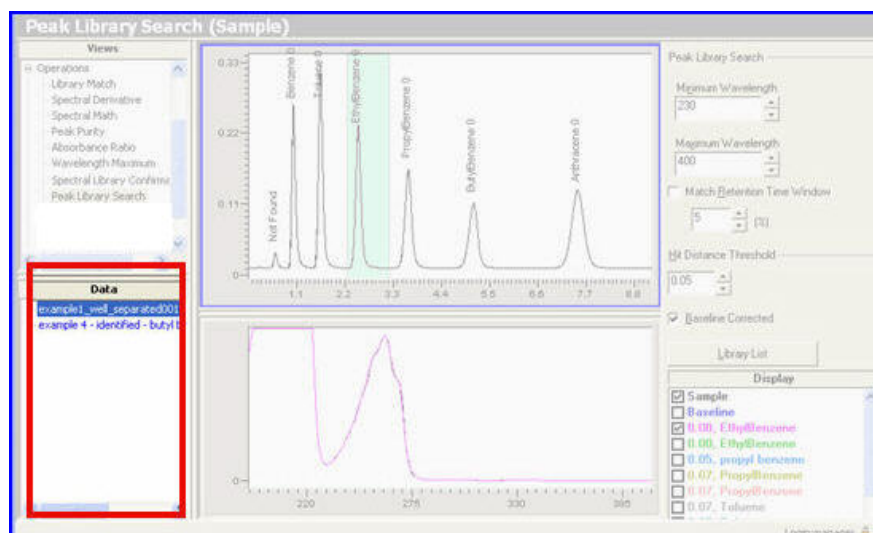 Peak Library Search (Sample)
Views
Operations
Library Match
Spectral Derivative
Spectral Math
Peak Purity
Absorbance Ratio
Wavelength Maximum
Spectral Library Confirma
Peak Library Search
Data
example1_well_separated001
example 4 - identified - butyl b
0.33
0.22
0.11
0
Not Found
Benzene 0
Toluene 0
EthylBenzene 0
PropylBenzene 0
ButylBenzene 0
Anthracene 0
1.1 2.2 3.3 4.4 5.5 6.6 7.7 8.8
0
220 275 330 385
Peak Library Search
Minimum Wavelength
230
Maximum Wavelength
400
Match Retention Time Window
5 (%)
Hit Distance Threshold
0.05
Baseline Corrected
Library List
Display
Sample
Baseline
0.00, EthylBenzene
0.00, EthylBenzene
0.05, propyl benzene
0.07, PropylBenzene
0.07, PropylBenzene
0.07, Toluene